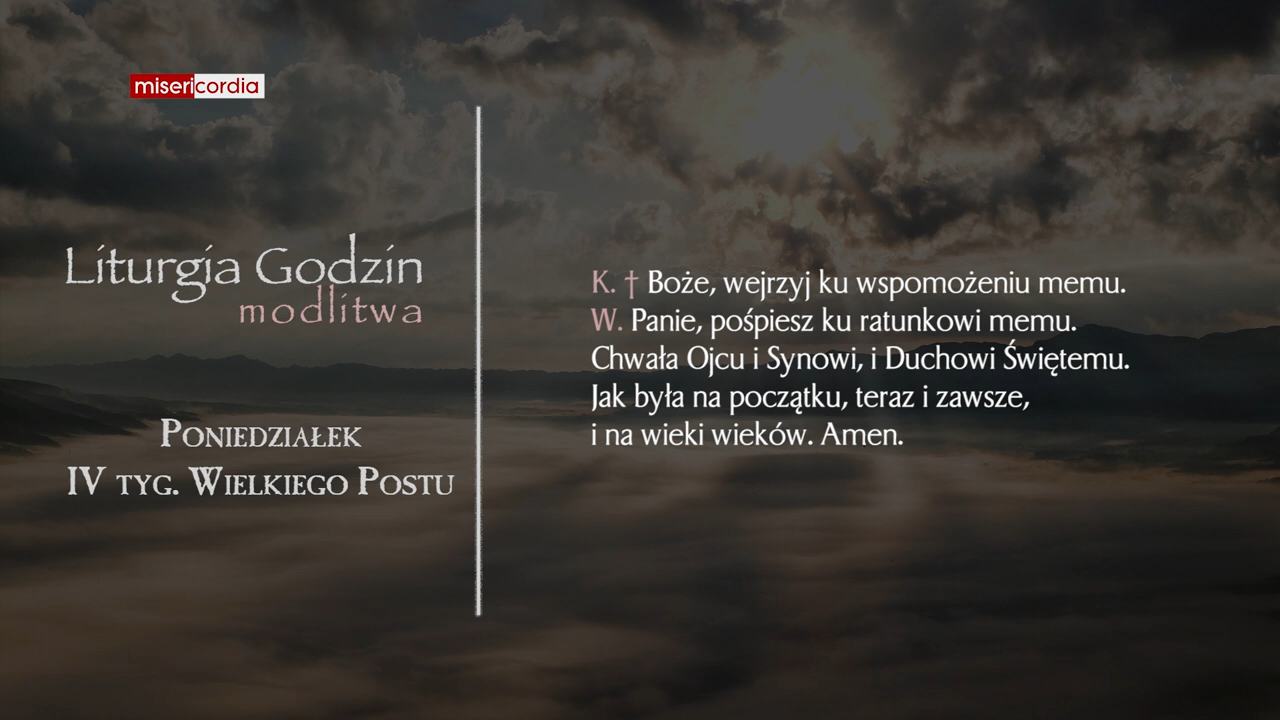 misericordia
Liturgia Godzin
modlitwa
Poniedziałek
IV tyg. Wielkiego Postu
K. † Boże, wejrzyj ku wspomożeniu memu.
W. Panie, pośpiesz ku ratunkowi memu.
Chwała Ojcu i Synowi, i Duchowi Świętemu.
Jak była na początku, teraz i zawsze,
i na wieki wieków. Amen.